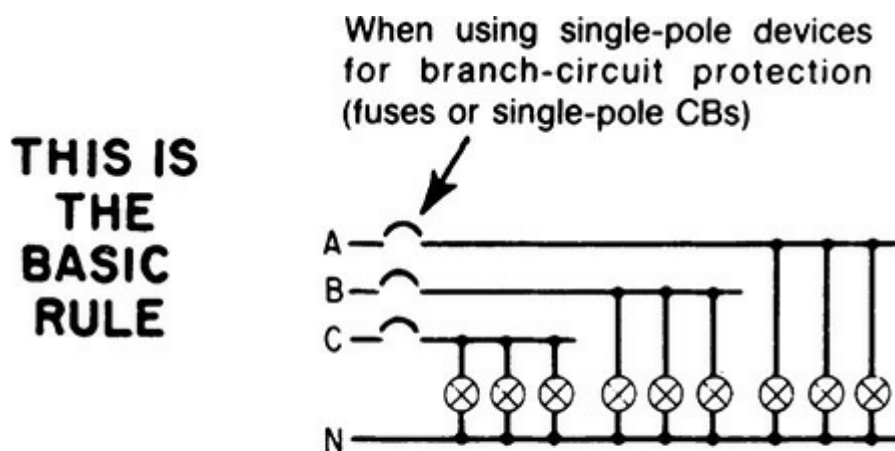 When using single-pole devices
for branch-circuit protection
(fuses or single-pole CBs)
THIS IS
THE
BASIC
RULE
A
B
C
N